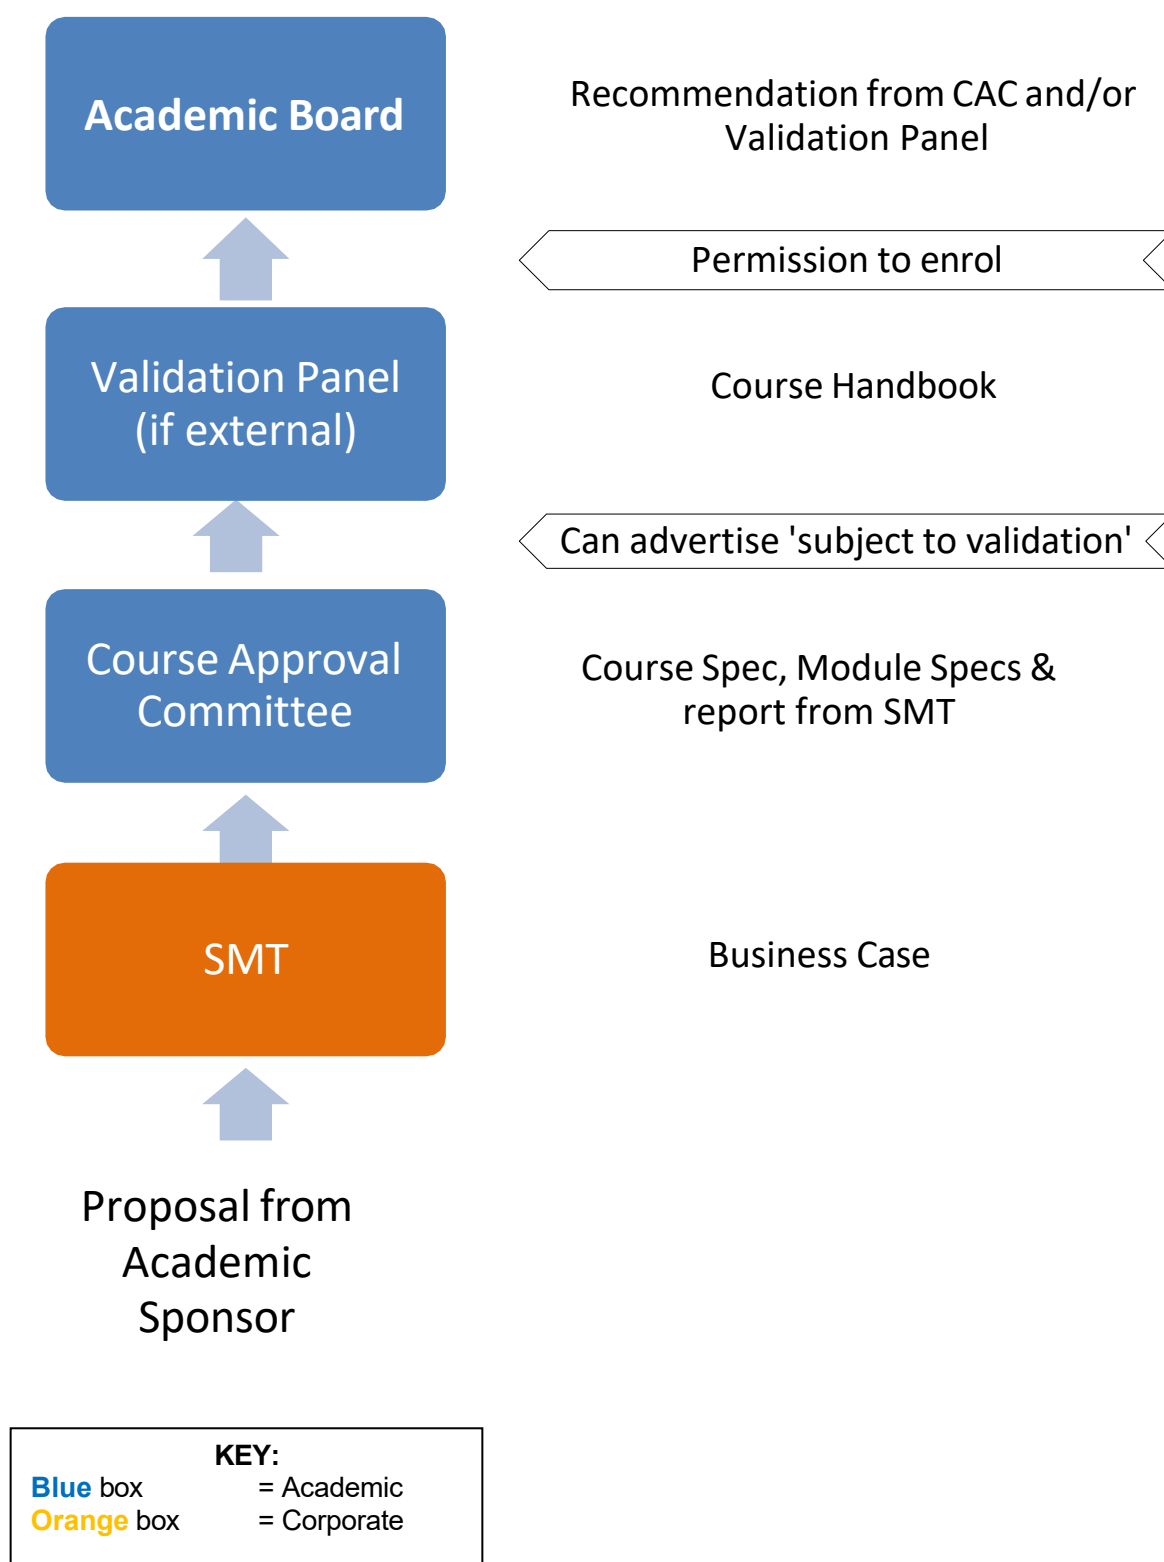 Academic Board
Recommendation from CAC and/or
Validation Panel
Permission to enrol
Validation Panel
(if external)
Course Handbook
Can advertise 'subject to validation'
Course Approval
Committee
Course Spec, Module Specs &
report from SMT
SMT
Business Case
Proposal from
Academic
Sponsor
KEY:
Blue box = Academic
Orange box = Corporate